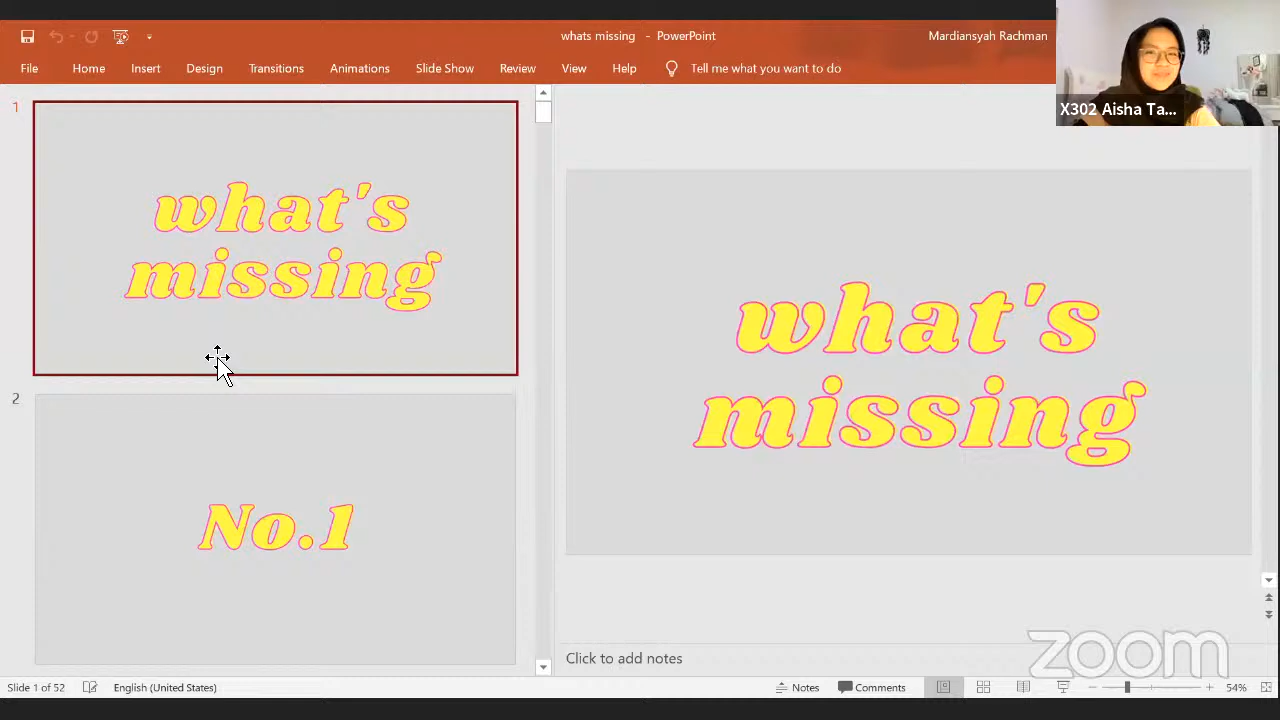 whats missing - PowerPoint
Mardiansyah Rachman
File Home Insert Design Transitions Animations Slide Show Review View Help Tell me what you want to do
X302 Aisha Ta...
1
what's
missing
2
No.1
what's
missing
Click to add notes
zoom
Slide 1 of 52 English (United States) Notes Comments 54%